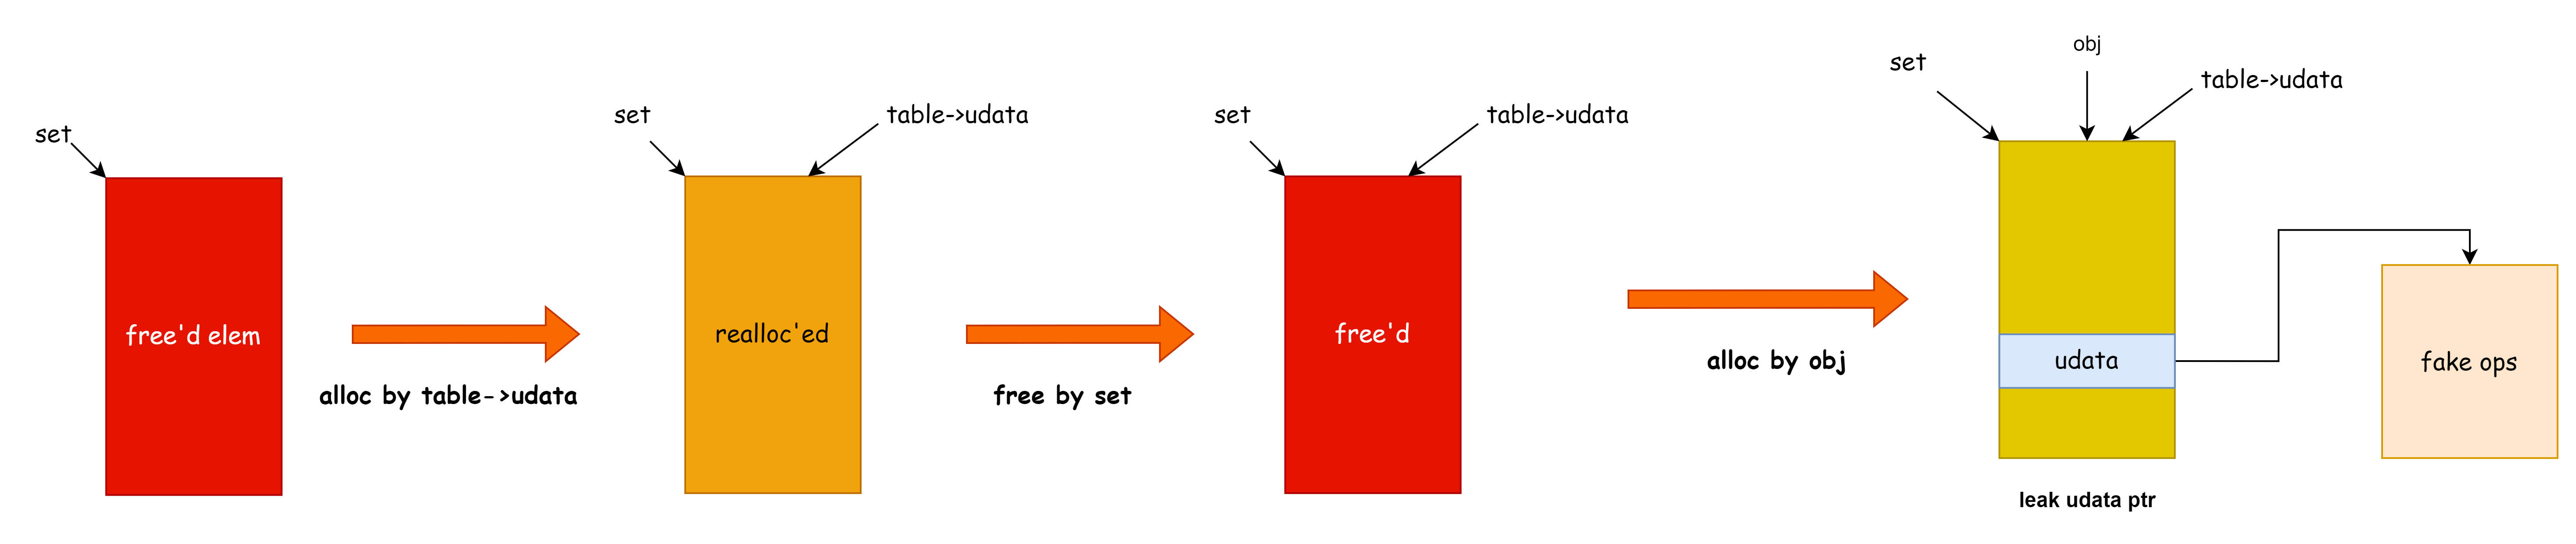 set
free'd elem
alloc by table->udata
set
table->udata
realloc'ed
free by set
set
table->udata
free'd
alloc by obj
set
obj
table->udata
udata
leak udata ptr
fake ops